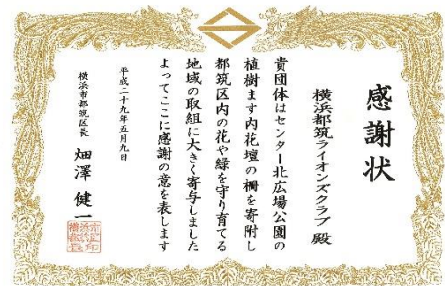 感謝状
横浜都筑ライオンズクラブ 殿
貴団体はセンター北広場公園の
植樹ます内花壇の柵を寄附し
都筑区内の花や緑を守り育てる
地域の取組に大きく寄与しました
よってここに感謝の意を表します
平成二十九年五月九日
横浜市都筑区長 畑澤健一